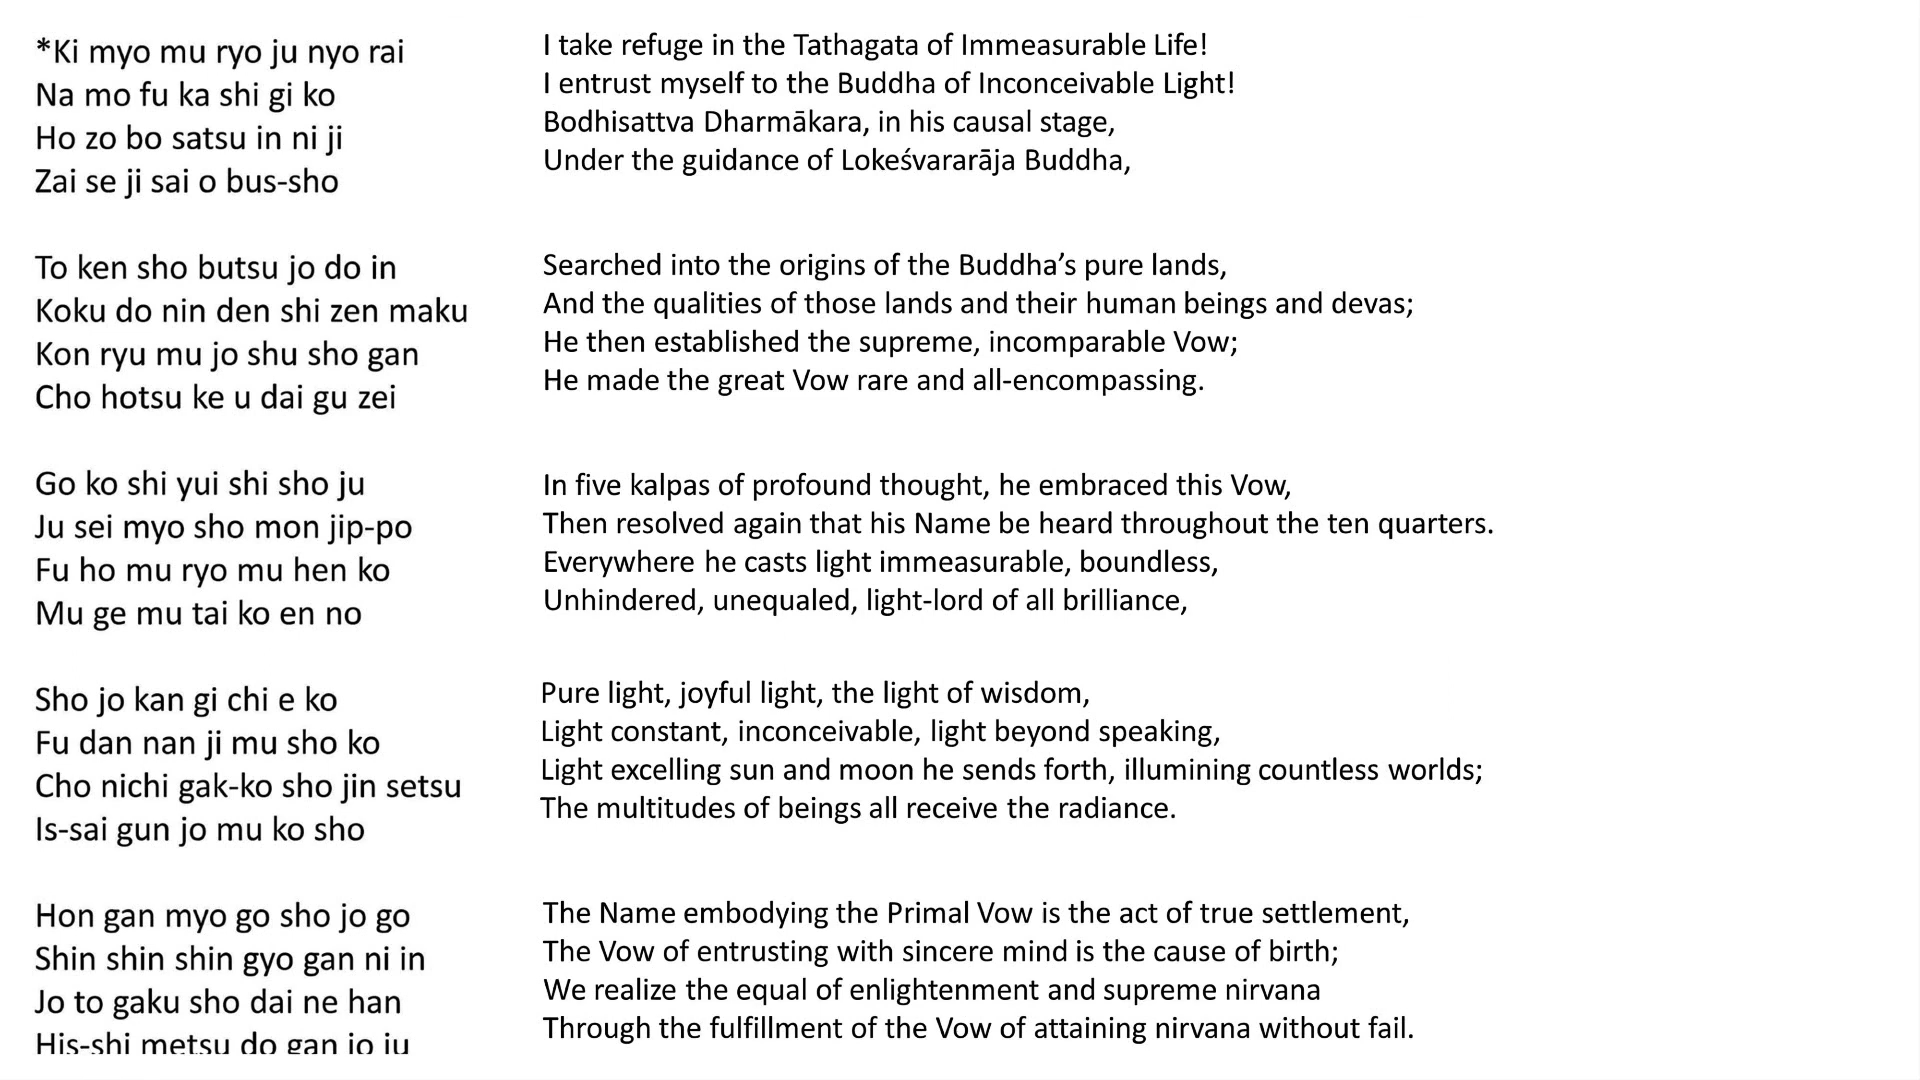 *Ki myo mu ryo ju nyo rai
Na mo fu ka shi gi ko
Ho zo bo satsu in ni ji
Zai se ji sai o bus-sho
To ken sho butsu jo do in
Koku do nin den shi zen maku
Kon ryu mu jo shu sho gan
Cho hotsu ke u dai gu zei
Go ko shi yui shi sho ju
Ju sei myo sho mon jip-po
Fu ho mu ryo mu hen ko
Mu ge mu tai ko en no
Sho jo kan gi chi e ko
Fu dan nan ji mu sho ko
Cho nichi gak-ko sho jin setsu
Is-sai gun jo mu ko sho
Hon gan myo go sho jo go
Shin shin shin gyo gan ni in
Jo to gaku sho dai ne han
His-shi metsu do gan jo ju
I take refuge in the Tathagata of Immeasurable Life!
I entrust myself to the Buddha of Inconceivable Light!
Bodhisattva Dharmākara, in his causal stage,
Under the guidance of Lokeśvararāja Buddha,
Searched into the origins of the Buddha’s pure lands,
And the qualities of those lands and their human beings and devas;
He then established the supreme, incomparable Vow;
He made the great Vow rare and all-encompassing.
In five kalpas of profound thought, he embraced this Vow,
Then resolved again that his Name be heard throughout the ten quarters.
Everywhere he casts light immeasurable, boundless,
Unhindered, unequaled, light-lord of all brilliance,
Pure light, joyful light, the light of wisdom,
Light constant, inconceivable, light beyond speaking,
Light excelling sun and moon he sends forth, illumining countless worlds;
The multitudes of beings all receive the radiance.
The Name embodying the Primal Vow is the act of true settlement,
The Vow of entrusting with sincere mind is the cause of birth;
We realize the equal of enlightenment and supreme nirvana
Through the fulfillment of the Vow of attaining nirvana without fail.